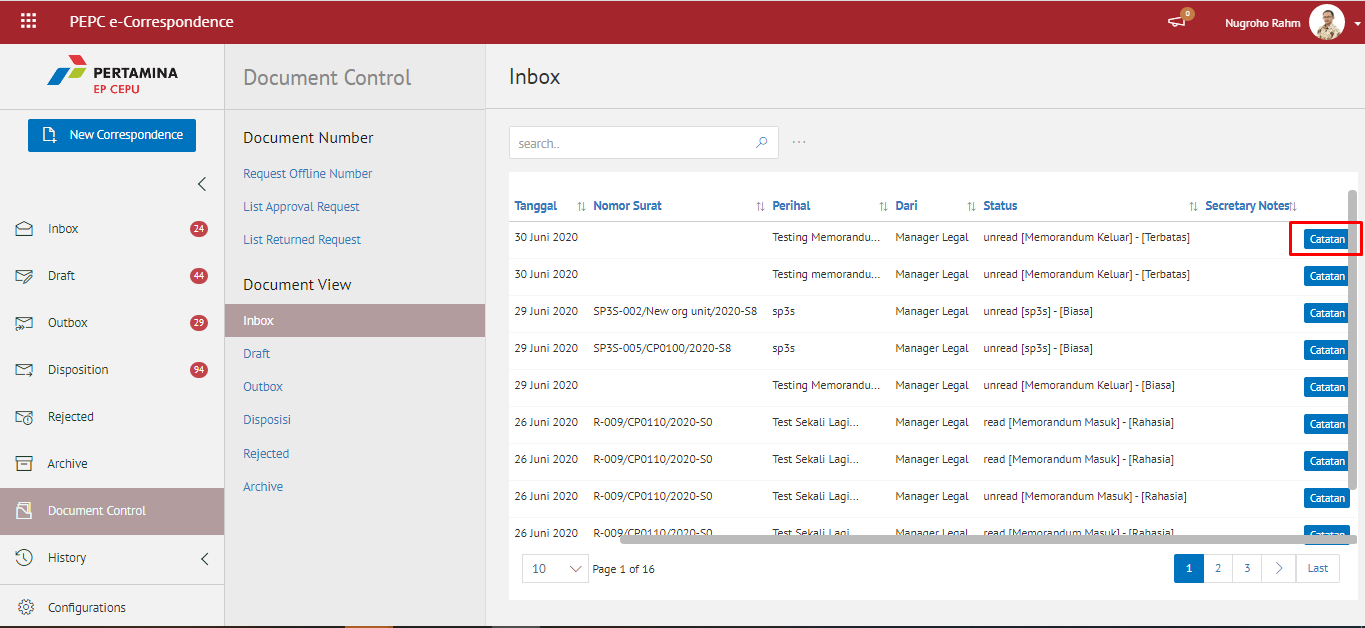 PEPC e-Correspondence
0
Nugroho Rahm
PERTAMINA
EP CEPU
New Correspondence
Inbox 24
Draft 44
Outbox 29
Disposition 94
Rejected
Archive
Document Control
History
Configurations
Document Control
Document Number
Request Offline Number
List Approval Request
List Returned Request
Document View
Inbox
Draft
Outbox
Disposisi
Rejected
Archive
Inbox
search..
...
Tanggal Nomor Surat Perihal Dari Status Secretary Notes
30 Juni 2020 Testing Memorandu... Manager Legal unread [Memorandum Keluar] - [Terbatas] Catatan
30 Juni 2020 Testing memorandu... Manager Legal unread [Memorandum Keluar] - [Terbatas] Catatan
29 Juni 2020 SP3S-002/New org unit/2020-S8 sp3s Manager Legal unread [sp3s] - [Biasa] Catatan
29 Juni 2020 SP3S-005/CP0100/2020-S8 sp3s Manager Legal unread [sp3s] - [Biasa] Catatan
29 Juni 2020 Testing Memorandu... Manager Legal unread [Memorandum Keluar] - [Biasa] Catatan
26 Juni 2020 R-009/CP0110/2020-S0 Test Sekali Lagi... Manager Legal read [Memorandum Masuk] - [Rahasia] Catatan
26 Juni 2020 R-009/CP0110/2020-S0 Test Sekali Lagi... Manager Legal read [Memorandum Masuk] - [Rahasia] Catatan
26 Juni 2020 R-009/CP0110/2020-S0 Test Sekali Lagi... Manager Legal unread [Memorandum Masuk] - [Rahasia] Catatan
26 Juni 2020 R-009/CP0110/2020-S0 Test Sekali Lagi... Manager Legal read [Memorandum Masuk] - [Rahasia] Catatan
10 Page 1 of 16
1 2 3 Last